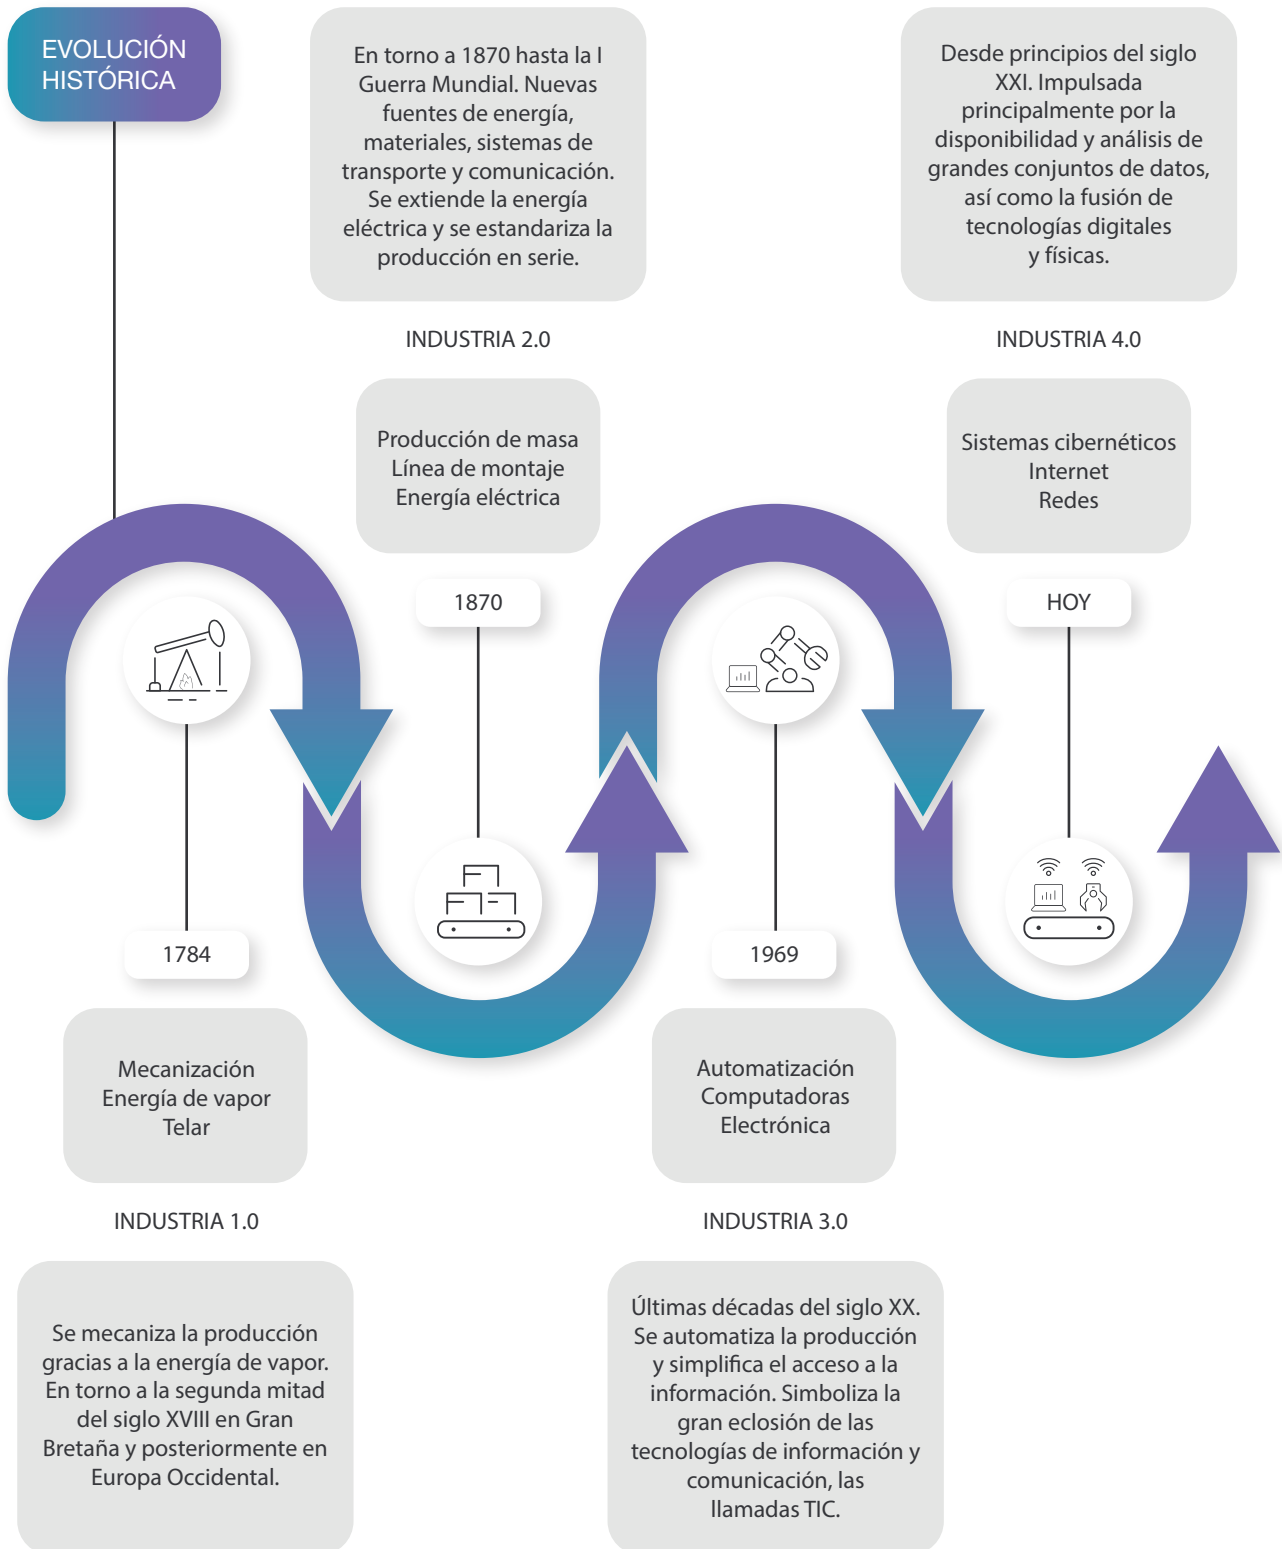 EVOLUCIÓN
HISTÓRICA
En torno a 1870 hasta la I
Guerra Mundial. Nuevas
fuentes de energía,
materiales, sistemas de
transporte y comunicación.
Se extiende la energía
eléctrica y se estandariza la
producción en serie.
INDUSTRIA 2.0
Producción de masa
Línea de montaje
Energía eléctrica
1870
Desde principios del siglo
XXI. Impulsada
principalmente por la
disponibilidad y análisis de
grandes conjuntos de datos,
así como la fusión de
tecnologías digitales
y físicas.
INDUSTRIA 4.0
Sistemas cibernéticos
Internet
Redes
HOY
1784
Mecanización
Energía de vapor
Telar
INDUSTRIA 1.0
Se mecaniza la producción
gracias a la energía de vapor.
En torno a la segunda mitad
del siglo XVIII en Gran
Bretaña y posteriormente en
Europa Occidental.
1969
Automatización
Computadoras
Electrónica
INDUSTRIA 3.0
Últimas décadas del siglo XX.
Se automatiza la producción
y simplifica el acceso a la
información. Simboliza la
gran eclosión de las
tecnologías de información y
comunicación, las
llamadas TIC.